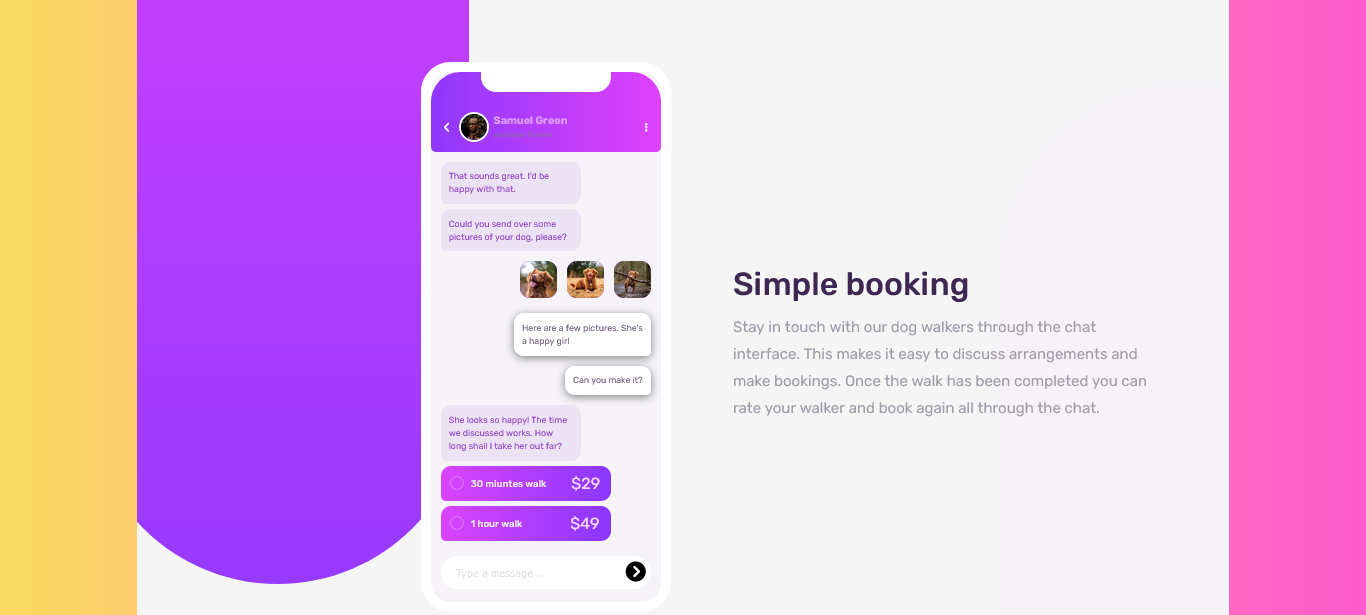 Samuel Green
That sounds great. I'd be
happy with that.
Could you send over some
pictures of your dog, please?
Here are a few pictures. She's
a happy girl
Can you make it?
She looks so happy! The time
we discussed works. How
long shall I take her out far?
30 miuntes walk $29
1 hour walk $49
Type a message ..
Simple booking
Stay in touch with our dog walkers through the chat
interface. This makes it easy to discuss arrangements and
make bookings. Once the walk has been completed you can
rate your walker and book again all through the chat.